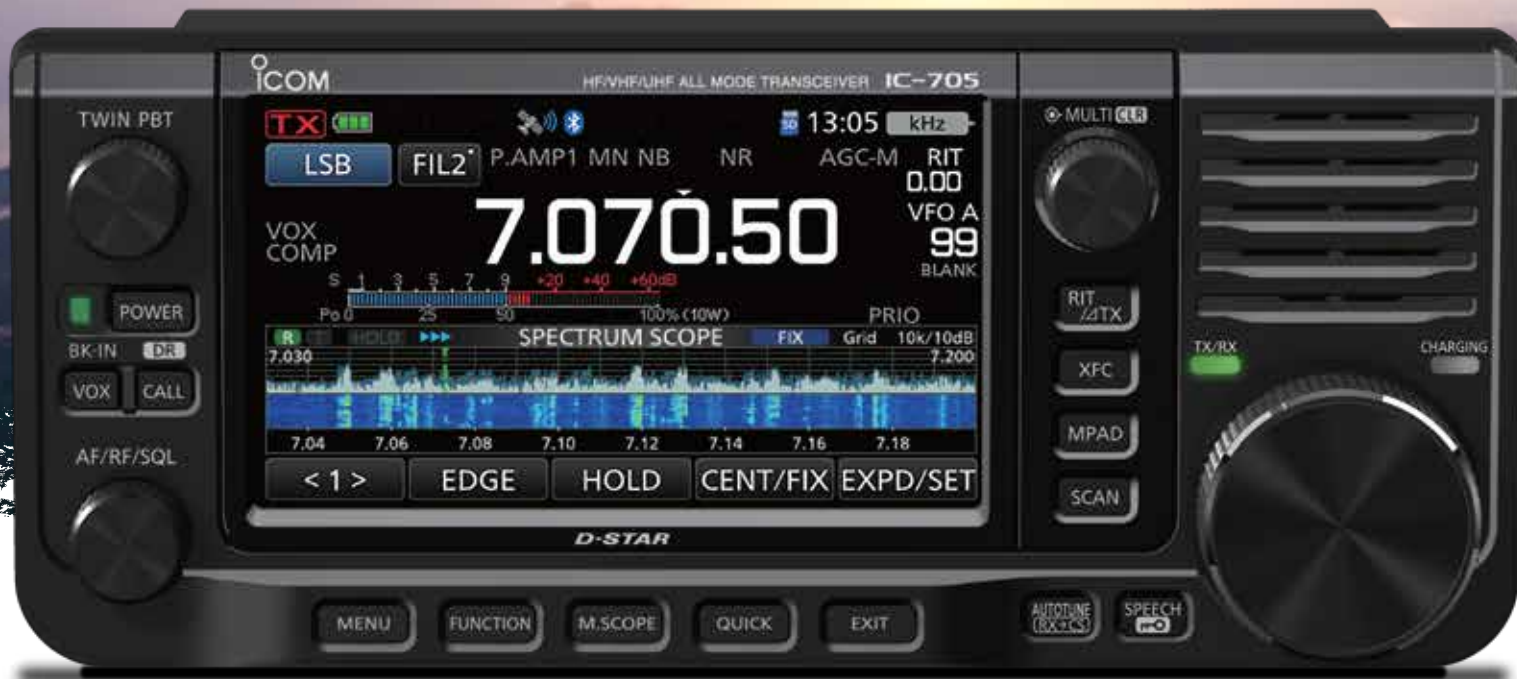 ICOM
HF/VHF/UHF ALL MODE TRANSCEIVER IC-705
TWIN PBT
TX
SD 13:05 kHz
LSB FIL2 P.AMP1 MN NB NR AGC-M RIT
0.00
7.070.50
VFO A
99
BLANK
VOX
COMP
S 1 3 5 7 9 +20 +40 +60dB
Po 0 25 50 100% (10W) PRIO
R T HOLD SPECTRUM SCOPE FIX Grid 10k/10dB
7.030 7.200
7.04 7.06 7.08 7.10 7.12 7.14 7.16 7.18
< 1 > EDGE HOLD CENT/FIX EXPD/SET
D-STAR
POWER
BK-IN DR
VOX CALL
AF/RF/SQL
MULTI CLR
RIT
/⊿TX
XFC
MPAD
SCAN
TX/RX
CHARGING
MENU FUNCTION M.SCOPE QUICK EXIT
AUTOTUNE
(RX→CS)
SPEECH